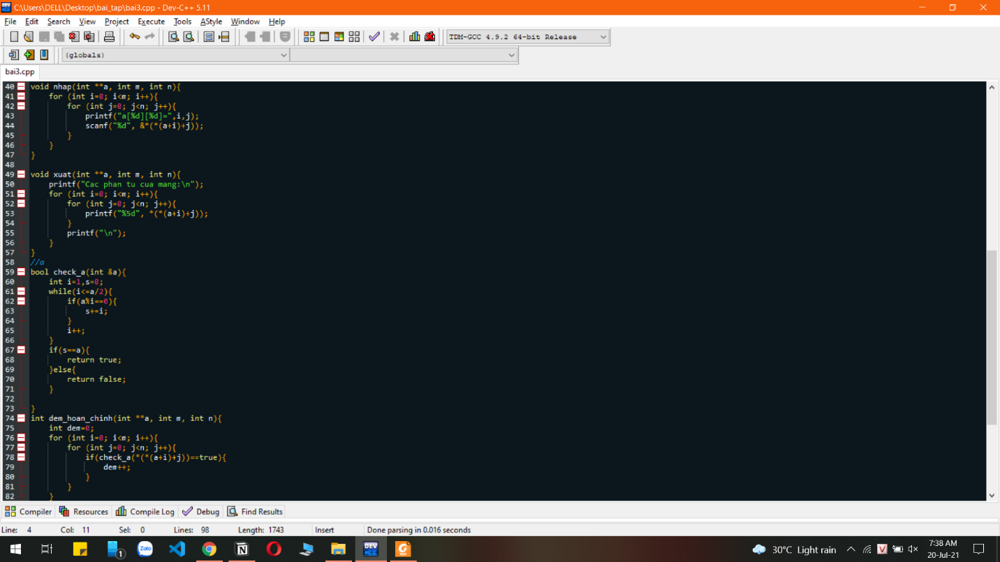 C:\Users\DELL\Desktop\bai_tap\bai3.cpp - Dev-C++ 5.11
File Edit Search View Project Execute Tools AStyle Window Help
TDM-GCC 4.9.2 64-bit Release
(globals)
bai3.cpp
40 void nhap(int **a, int m, int n){
41 for (int i=0; i<m; i++){
42 for (int j=0; j<n; j++){
43 printf("a[%d][%d]=",i,j);
44 scanf("%d", &*(*(a+i)+j));
45 }
46 }
47 }
48
49 void xuat(int **a, int m, int n){
50 printf("Cac phan tu cua mang:\n");
51 for (int i=0; i<m; i++){
52 for (int j=0; j<n; j++){
53 printf("%5d", *(*(a+i)+j));
54 }
55 printf("\n");
56 }
57 }
58 //a
59 bool check_a(int &a){
60 int i=1,s=0;
61 while(i<=a/2){
62 if(a%i==0){
63 s+=i;
64 }
65 i++;
66 }
67 if(s==a){
68 return true;
69 }else{
70 return false;
71 }
72
73 }
74 int dem_hoan_chinh(int **a, int m, int n){
75 int dem=0;
76 for (int i=0; i<m; i++){
77 for (int j=0; j<n; j++){
78 if(check_a(*(*(a+i)+j))==true){
79 dem++;
80 }
81 }
82 }
Compiler Resources Compile Log Debug Find Results
Line: 4 Col: 11 Sel: 0 Lines: 98 Length: 1743 Insert Done parsing in 0.016 seconds
1 Zalo DEV PDF 30°C Light rain V 7:38 AM
20-Jul-21